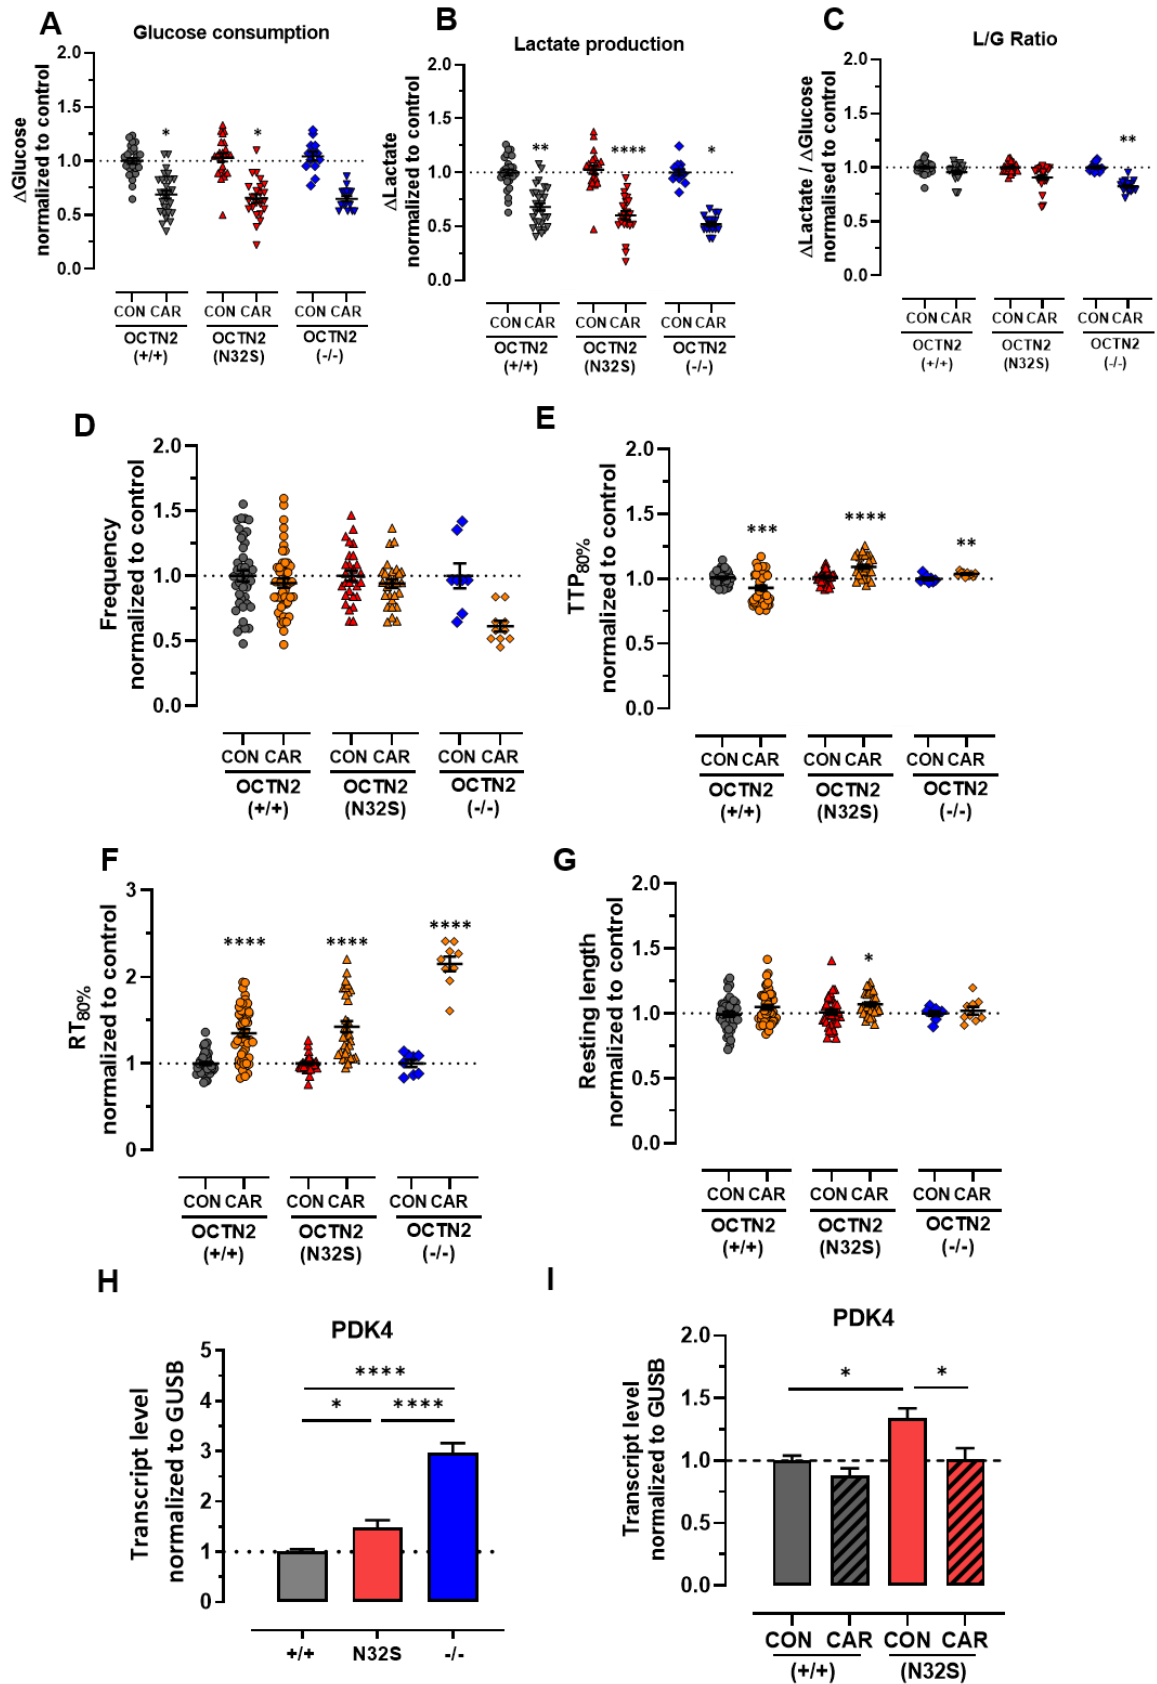 A
Glucose consumption
ΔGlucose
normalized to control
2.0
1.5
1.0
0.5
0.0
*
*
CON CAR CON CAR CON CAR
OCTN2 OCTN2 OCTN2
(+/+) (N32S) (-/-)
B
Lactate production
ΔLactate
normalized to control
2.0
1.5
1.0
0.5
0.0
**
****
*
CON CAR CON CAR CON CAR
OCTN2 OCTN2 OCTN2
(+/+) (N32S) (-/-)
C
L/G Ratio
ΔLactate / ΔGlucose
normalised to control
2.0
1.5
1.0
0.5
0.0
**
CON CAR CON CAR CON CAR
OCTN2 OCTN2 OCTN2
(+/+) (N32S) (-/-)
D
Frequency
normalized to control
2.0
1.5
1.0
0.5
0.0
CON CAR CON CAR CON CAR
OCTN2 OCTN2 OCTN2
(+/+) (N32S) (-/-)
E
TTP80%
normalized to control
2.0
1.5
1.0
0.5
0.0
***
****
**
CON CAR CON CAR CON CAR
OCTN2 OCTN2 OCTN2
(+/+) (N32S) (-/-)
F
RT80%
normalized to control
3
2
1
0
****
****
****
CON CAR CON CAR CON CAR
OCTN2 OCTN2 OCTN2
(+/+) (N32S) (-/-)
G
Resting length
normalized to control
2.0
1.5
1.0
0.5
0.0
*
CON CAR CON CAR CON CAR
OCTN2 OCTN2 OCTN2
(+/+) (N32S) (-/-)
H
PDK4
Transcript level
normalized to GUSB
5
4
3
2
1
0
****
* ****
+/+ N32S -/-
I
PDK4
Transcript level
normalized to GUSB
2.0
1.5
1.0
0.5
0.0
* *
CON CAR CON CAR
(+/+) (N32S)